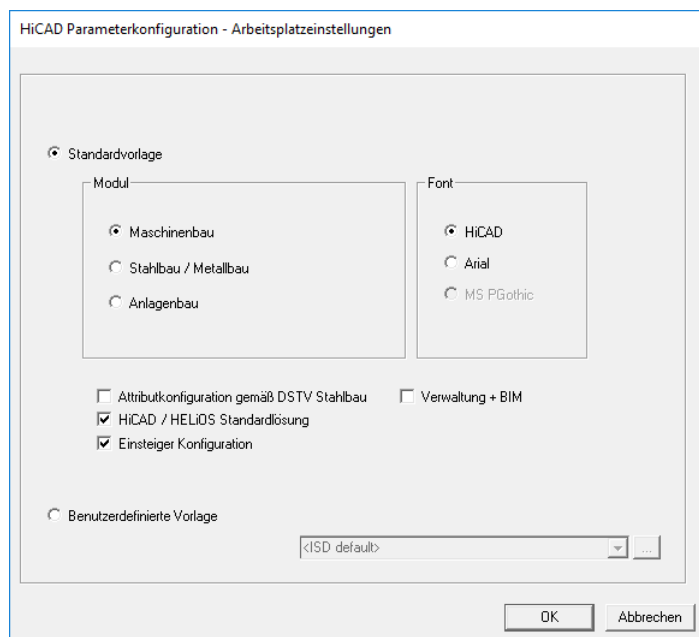 HiCAD Parameterkonfiguration - Arbeitsplatzeinstellungen
Standardvorlage
Modul
Maschinenbau
Stahlbau / Metallbau
Anlagenbau
Font
HiCAD
Arial
MS PGothic
Attributkonfiguration gemäß DSTV Stahlbau
Verwaltung + BIM
HiCAD / HELiOS Standardlösung
Einsteiger Konfiguration
Benutzerdefinierte Vorlage
<ISD default>
...
OK
Abbrechen